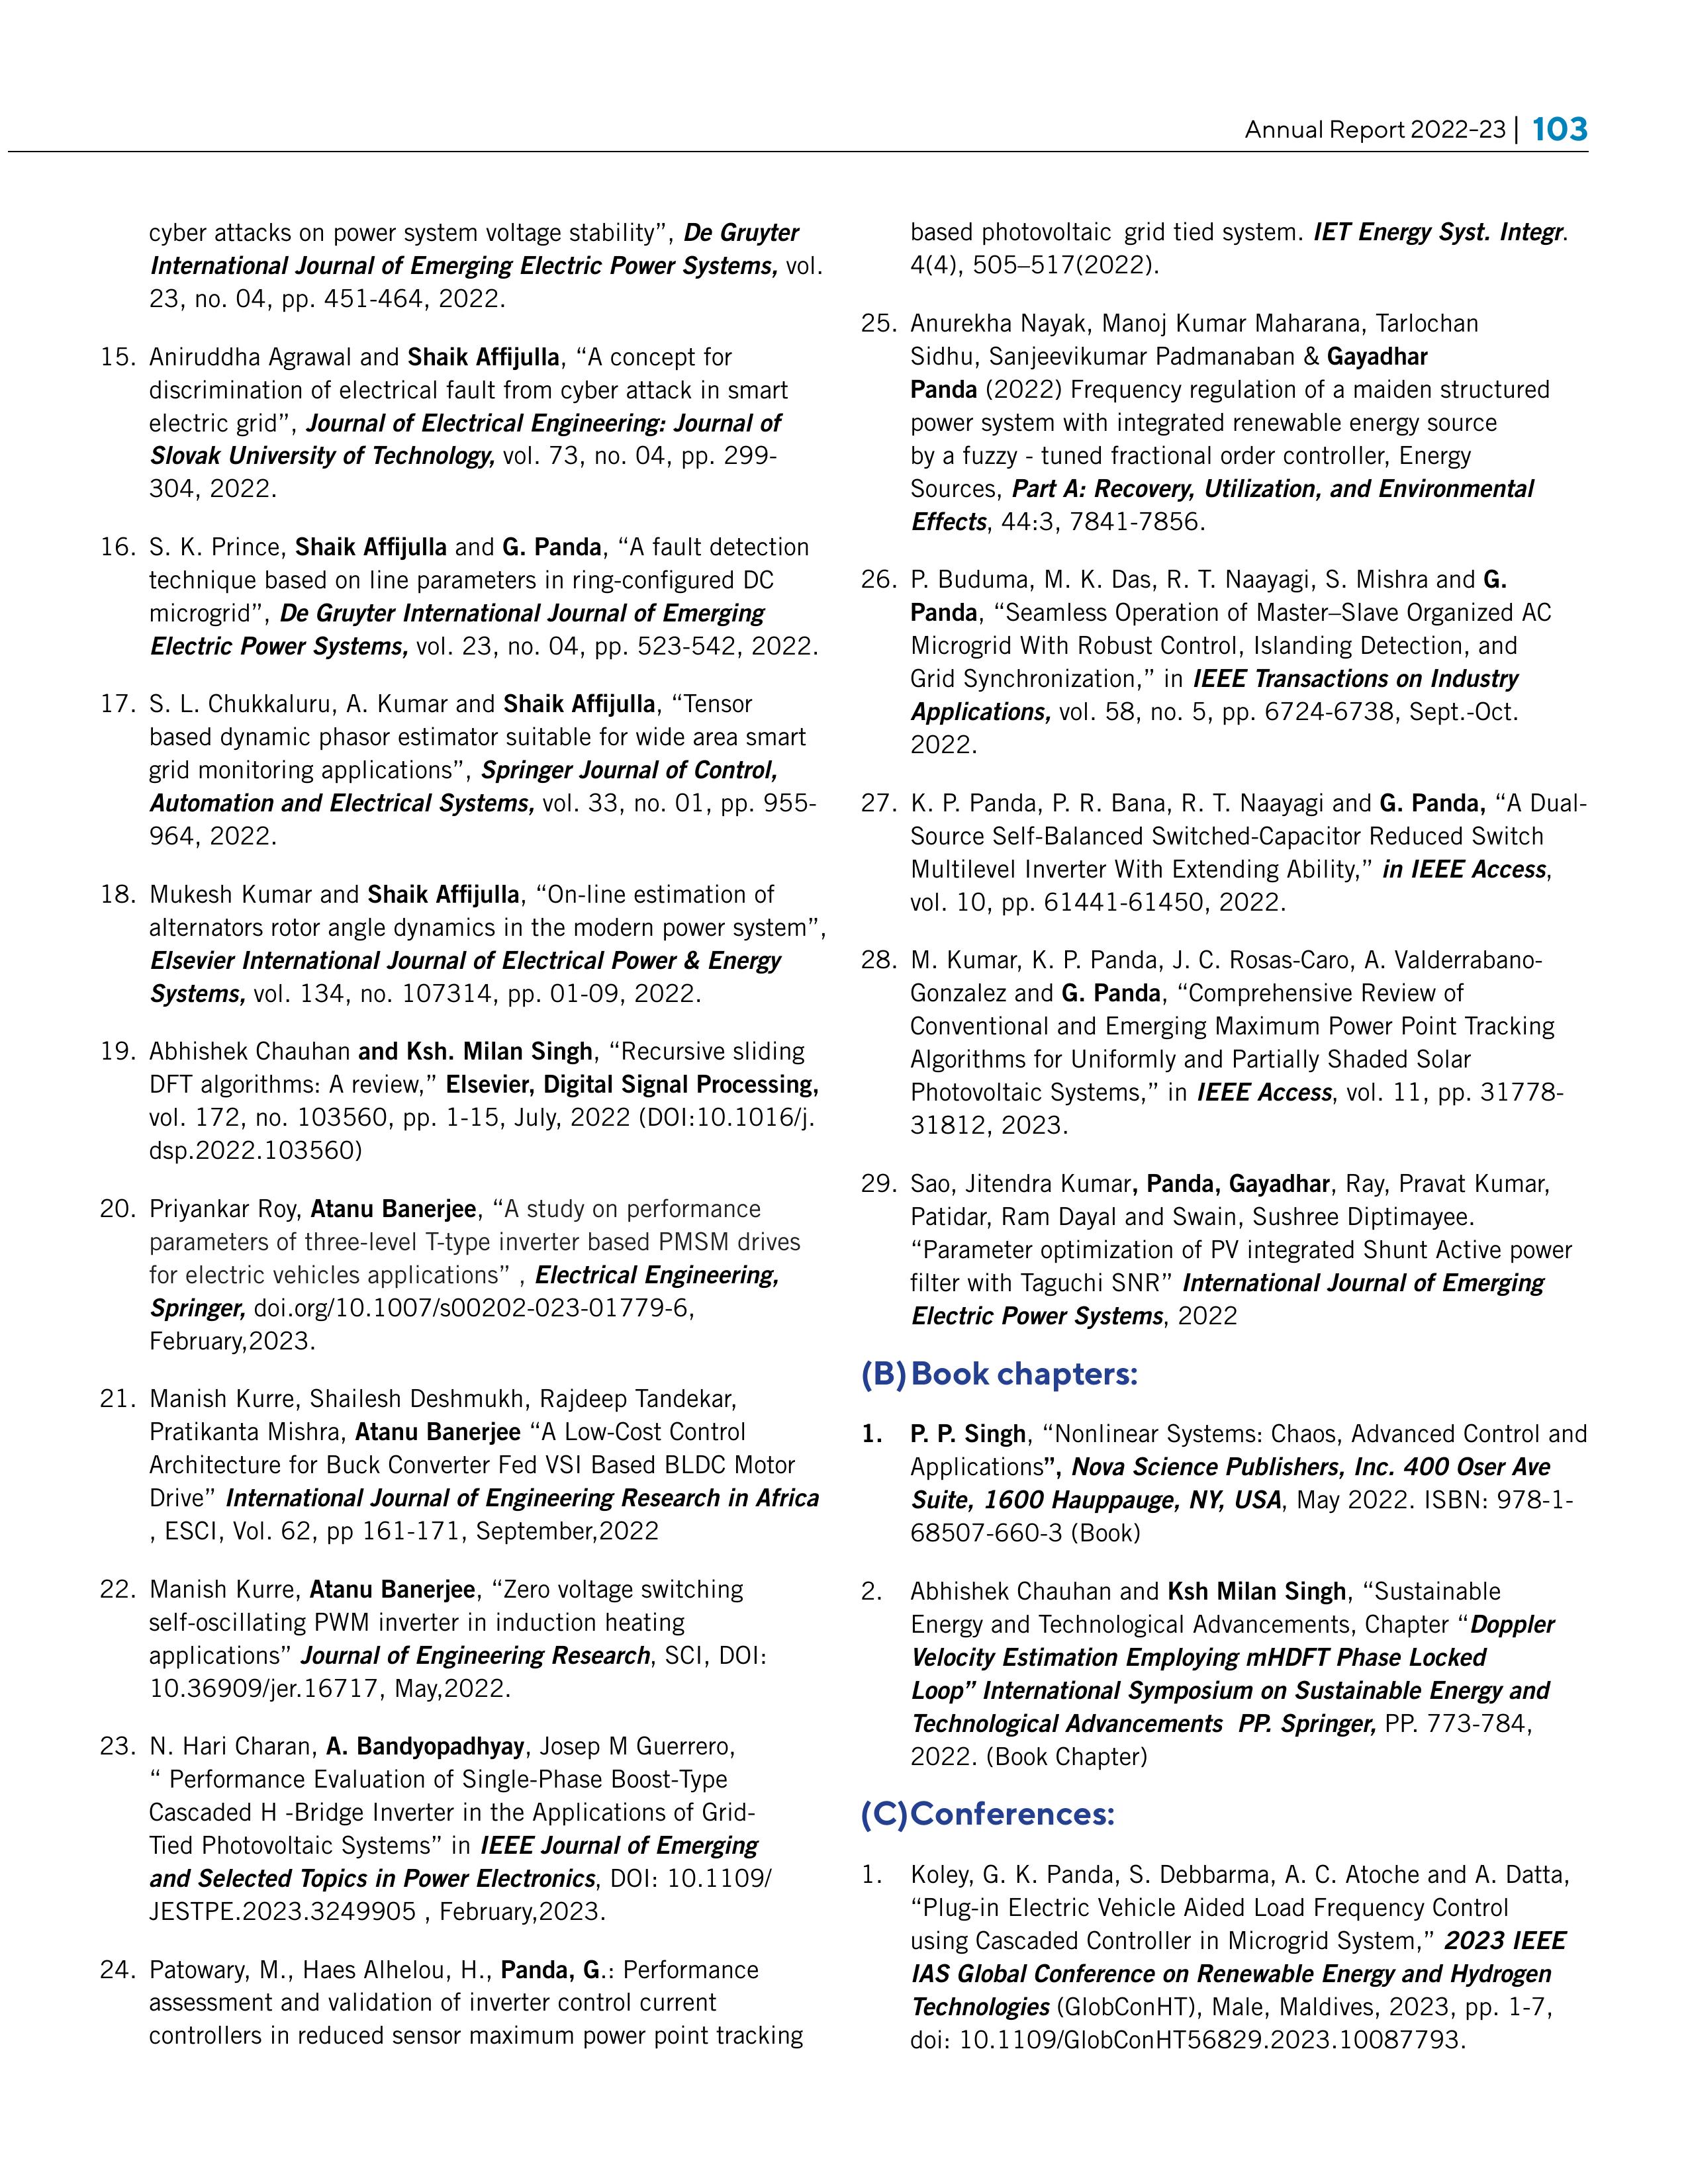 Annual Report 2022-23 | 103
cyber attacks on power system voltage stability”, De Gruyter
International Journal of Emerging Electric Power Systems, vol.
23, no. 04, pp. 451-464, 2022.
15. Aniruddha Agrawal and Shaik Affijulla, “A concept for
discrimination of electrical fault from cyber attack in smart
electric grid”, Journal of Electrical Engineering: Journal of
Slovak University of Technology, vol. 73, no. 04, pp. 299-
304, 2022.
16. S. K. Prince, Shaik Affijulla and G. Panda, “A fault detection
technique based on line parameters in ring-configured DC
microgrid”, De Gruyter International Journal of Emerging
Electric Power Systems, vol. 23, no. 04, pp. 523-542, 2022.
17. S. L. Chukkaluru, A. Kumar and Shaik Affijulla, “Tensor
based dynamic phasor estimator suitable for wide area smart
grid monitoring applications”, Springer Journal of Control,
Automation and Electrical Systems, vol. 33, no. 01, pp. 955-
964, 2022.
18. Mukesh Kumar and Shaik Affijulla, “On-line estimation of
alternators rotor angle dynamics in the modern power system”,
Elsevier International Journal of Electrical Power & Energy
Systems, vol. 134, no. 107314, pp. 01-09, 2022.
19. Abhishek Chauhan and Ksh. Milan Singh, “Recursive sliding
DFT algorithms: A review,” Elsevier, Digital Signal Processing,
vol. 172, no. 103560, pp. 1-15, July, 2022 (DOI:10.1016/j.
dsp.2022.103560)
20. Priyankar Roy, Atanu Banerjee, “A study on performance
parameters of three-level T-type inverter based PMSM drives
for electric vehicles applications” , Electrical Engineering,
Springer, doi.org/10.1007/s00202-023-01779-6,
February,2023.
21. Manish Kurre, Shailesh Deshmukh, Rajdeep Tandekar,
Pratikanta Mishra, Atanu Banerjee “A Low-Cost Control
Architecture for Buck Converter Fed VSI Based BLDC Motor
Drive” International Journal of Engineering Research in Africa
, ESCI, Vol. 62, pp 161-171, September,2022
22. Manish Kurre, Atanu Banerjee, “Zero voltage switching
self-oscillating PWM inverter in induction heating
applications” Journal of Engineering Research, SCI, DOI:
10.36909/jer.16717, May,2022.
23. N. Hari Charan, A. Bandyopadhyay, Josep M Guerrero,
“ Performance Evaluation of Single-Phase Boost-Type
Cascaded H -Bridge Inverter in the Applications of Grid-
Tied Photovoltaic Systems” in IEEE Journal of Emerging
and Selected Topics in Power Electronics, DOI: 10.1109/
JESTPE.2023.3249905 , February,2023.
24. Patowary, M., Haes Alhelou, H., Panda, G.: Performance
assessment and validation of inverter control current
controllers in reduced sensor maximum power point tracking
based photovoltaic grid tied system. IET Energy Syst. Integr.
4(4), 505–517(2022).
25. Anurekha Nayak, Manoj Kumar Maharana, Tarlochan
Sidhu, Sanjeevikumar Padmanaban & Gayadhar
Panda (2022) Frequency regulation of a maiden structured
power system with integrated renewable energy source
by a fuzzy - tuned fractional order controller, Energy
Sources, Part A: Recovery, Utilization, and Environmental
Effects, 44:3, 7841-7856.
26. P. Buduma, M. K. Das, R. T. Naayagi, S. Mishra and G.
Panda, “Seamless Operation of Master–Slave Organized AC
Microgrid With Robust Control, Islanding Detection, and
Grid Synchronization,” in IEEE Transactions on Industry
Applications, vol. 58, no. 5, pp. 6724-6738, Sept.-Oct.
2022.
27. K. P. Panda, P. R. Bana, R. T. Naayagi and G. Panda, “A Dual-
Source Self-Balanced Switched-Capacitor Reduced Switch
Multilevel Inverter With Extending Ability,” in IEEE Access,
vol. 10, pp. 61441-61450, 2022.
28. M. Kumar, K. P. Panda, J. C. Rosas-Caro, A. Valderrabano-
Gonzalez and G. Panda, “Comprehensive Review of
Conventional and Emerging Maximum Power Point Tracking
Algorithms for Uniformly and Partially Shaded Solar
Photovoltaic Systems,” in IEEE Access, vol. 11, pp. 31778-
31812, 2023.
29. Sao, Jitendra Kumar, Panda, Gayadhar, Ray, Pravat Kumar,
Patidar, Ram Dayal and Swain, Sushree Diptimayee.
“Parameter optimization of PV integrated Shunt Active power
filter with Taguchi SNR” International Journal of Emerging
Electric Power Systems, 2022
(B) Book chapters:
1. P. P. Singh, “Nonlinear Systems: Chaos, Advanced Control and
Applications”, Nova Science Publishers, Inc. 400 Oser Ave
Suite, 1600 Hauppauge, NY, USA, May 2022. ISBN: 978-1-
68507-660-3 (Book)
2. Abhishek Chauhan and Ksh Milan Singh, “Sustainable
Energy and Technological Advancements, Chapter “Doppler
Velocity Estimation Employing mHDFT Phase Locked
Loop” International Symposium on Sustainable Energy and
Technological Advancements PP. Springer, PP. 773-784,
2022. (Book Chapter)
(C) Conferences:
1. Koley, G. K. Panda, S. Debbarma, A. C. Atoche and A. Datta,
“Plug-in Electric Vehicle Aided Load Frequency Control
using Cascaded Controller in Microgrid System,” 2023 IEEE
IAS Global Conference on Renewable Energy and Hydrogen
Technologies (GlobConHT), Male, Maldives, 2023, pp. 1-7,
doi: 10.1109/GlobConHT56829.2023.10087793.